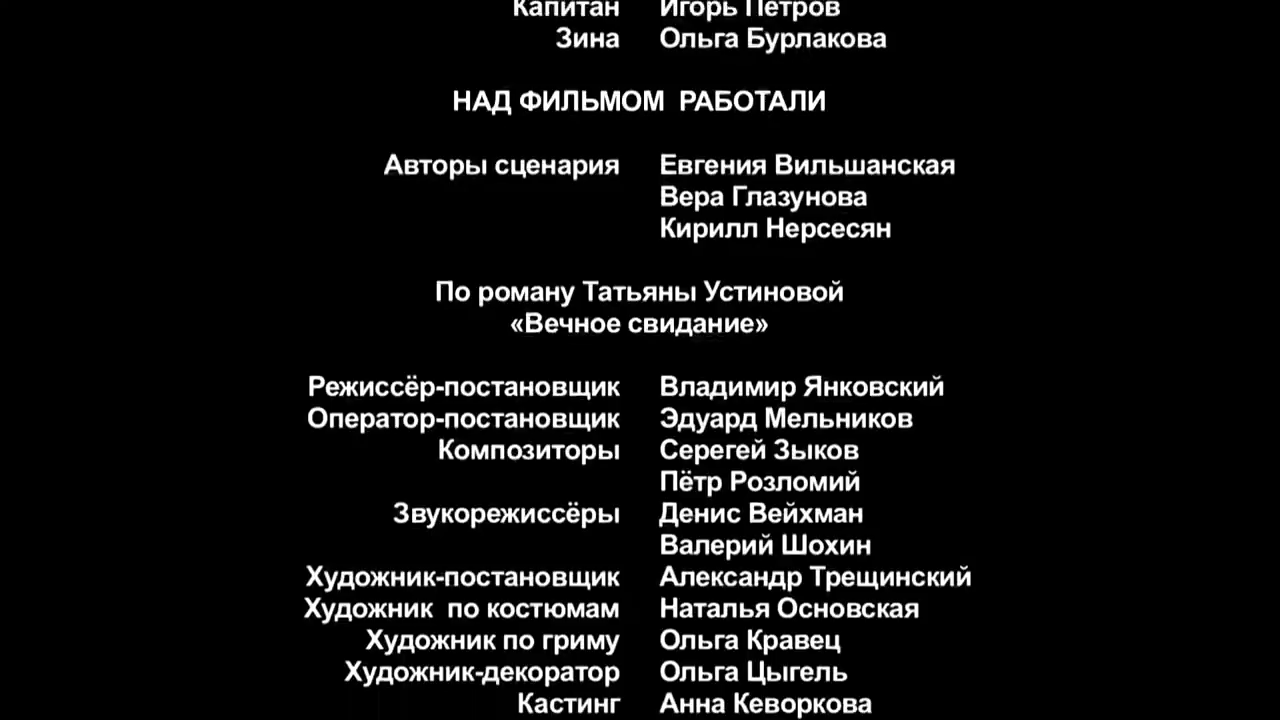 Капитан Игорь Петров
Зина Ольга Бурлакова
НАД ФИЛЬМОМ РАБОТАЛИ
Авторы сценария Евгения Вильшанская
Вера Глазунова
Кирилл Нерсесян
По роману Татьяны Устиновой
«Вечное свидание»
Режиссёр-постановщик Владимир Янковский
Оператор-постановщик Эдуард Мельников
Композиторы Серегей Зыков
Пётр Розломий
Звукорежиссёры Денис Вейхман
Валерий Шохин
Художник-постановщик Александр Трещинский
Художник по костюмам Наталья Основская
Художник по гриму Ольга Кравец
Художник-декоратор Ольга Цыгель
Кастинг Анна Кеворкова